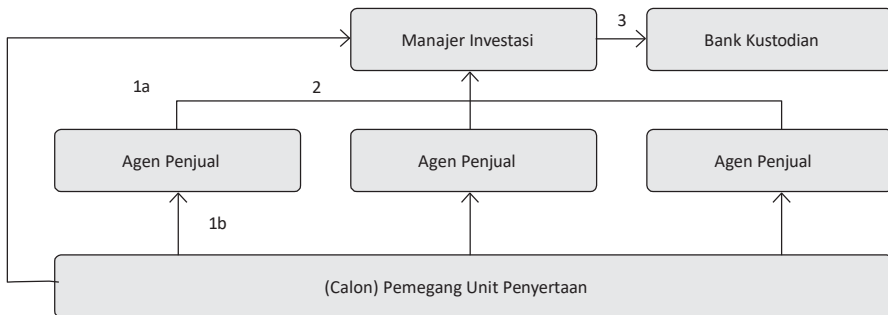 3
Manajer Investasi
Bank Kustodian
1a
2
Agen Penjual
Agen Penjual
Agen Penjual
1b
(Calon) Pemegang Unit Penyertaan